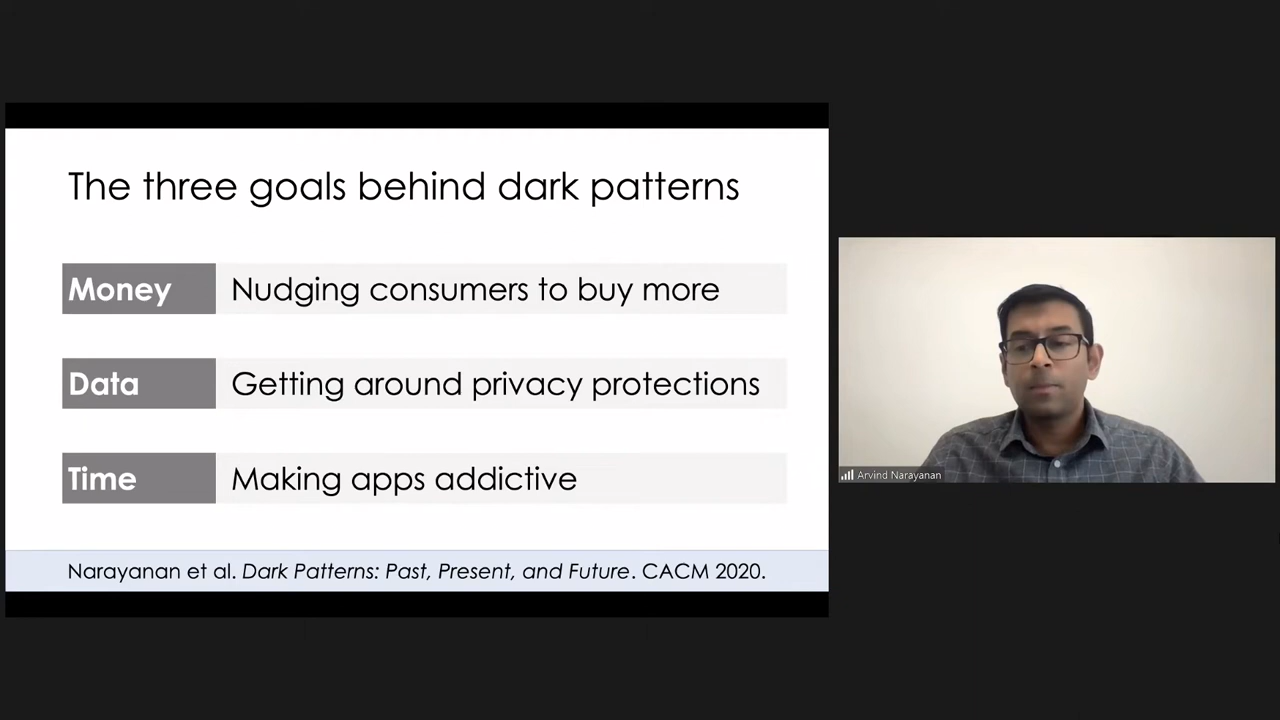 The three goals behind dark patterns
Money Nudging consumers to buy more
Data Getting around privacy protections
Time Making apps addictive
Narayanan et al. Dark Patterns: Past, Present, and Future. CACM 2020.
Arvind Narayanan